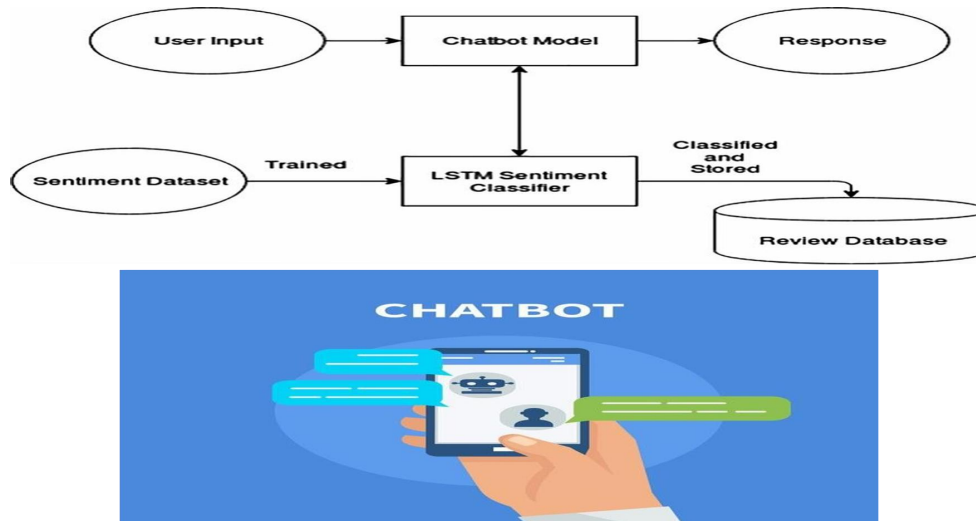 User Input
Chatbot Model
Response
Trained
Classified
and
Stored
Sentiment Dataset
LSTM Sentiment
Classifier
Review Database
CHATBOT